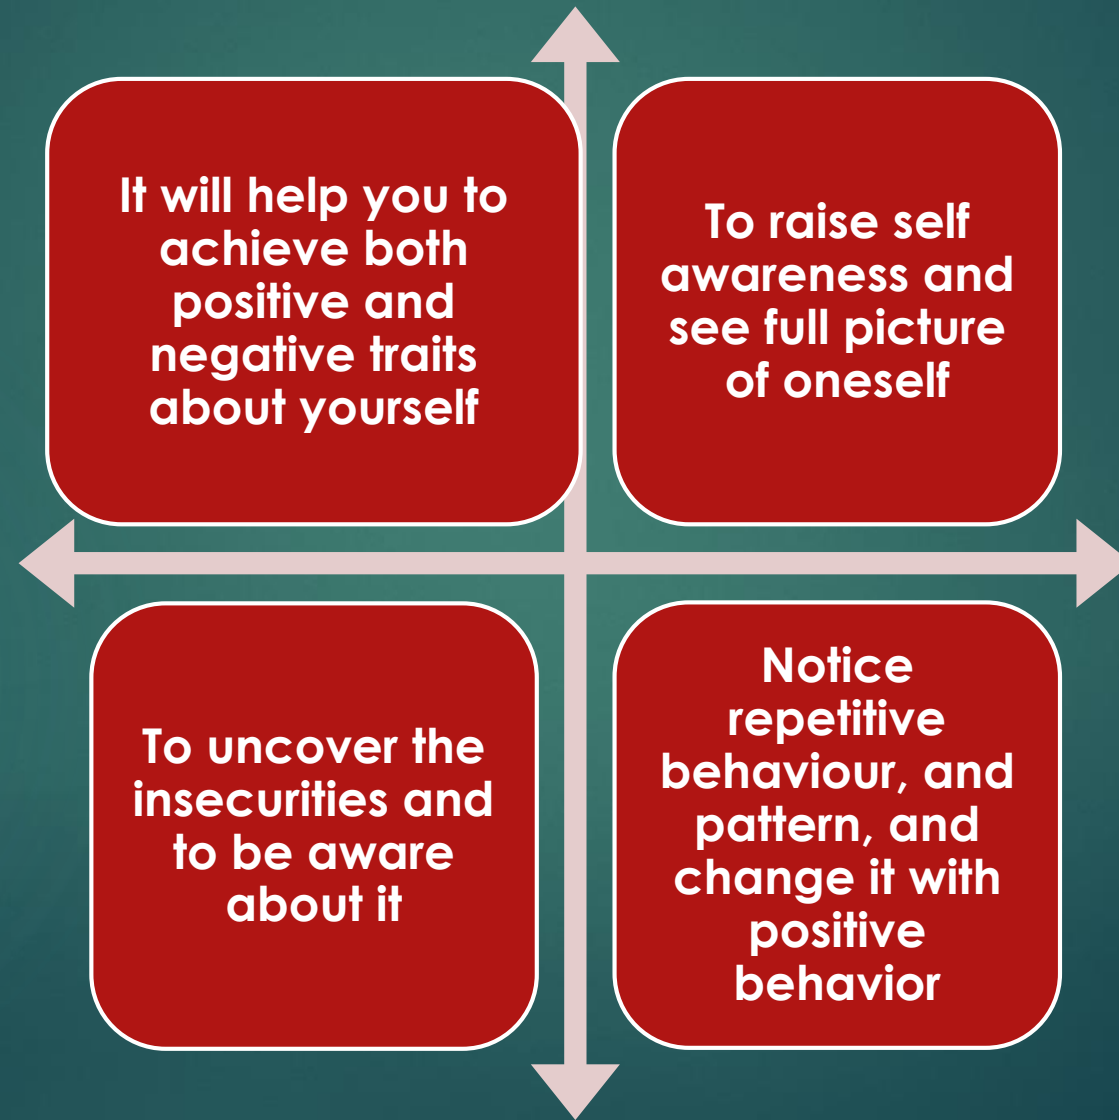 It will help you to
achieve both
positive and
negative traits
about yourself
To raise self
awareness and
see full picture
of oneself
To uncover the
insecurities and
to be aware
about it
Notice
repetitive
behaviour, and
pattern, and
change it with
positive
behavior